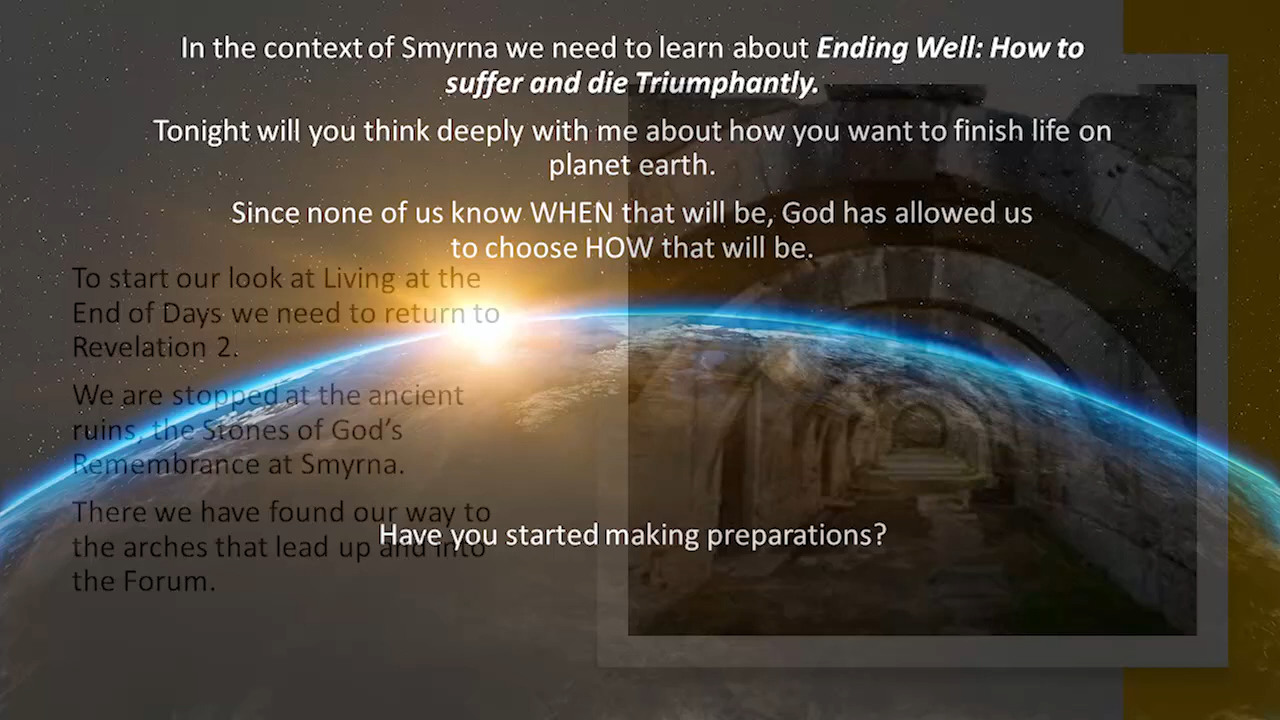 In the context of Smyrna we need to learn about Ending Well: How to
suffer and die Triumphantly.
Tonight will you think deeply with me about how you want to finish life on
planet earth.
Since none of us know WHEN that will be, God has allowed us
to choose HOW that will be.
To start our look at Living at the
End of Days we need to return to
Revelation 2.
We are stopped at the ancient
ruins, the Stones of God’s
Remembrance at Smyrna.
There we have found our way to
the arches that lead up and into
the Forum.
Have you started making preparations?